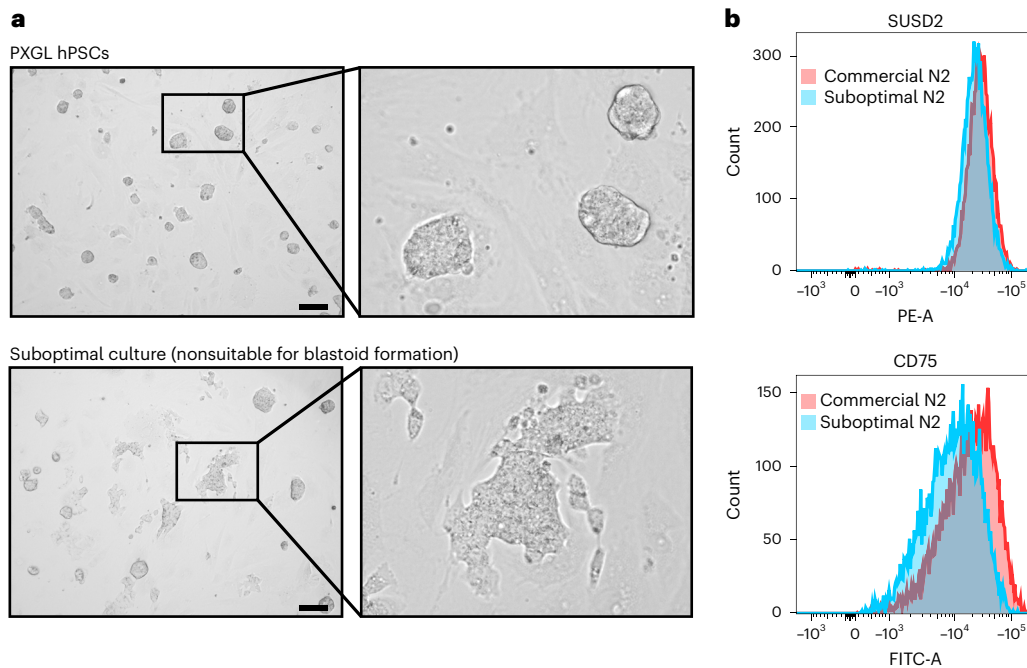 a
PXGL hPSCs
Suboptimal culture (nonsuitable for blastoid formation)
b
SUSD2
Commercial N2
Suboptimal N2
Count
300
200
100
0
–10³ 0 –10³ –10⁴ –10⁵
PE-A
CD75
Commercial N2
Suboptimal N2
Count
150
100
50
0
–10³ 0 –10³ –10⁴ –10⁵
FITC-A